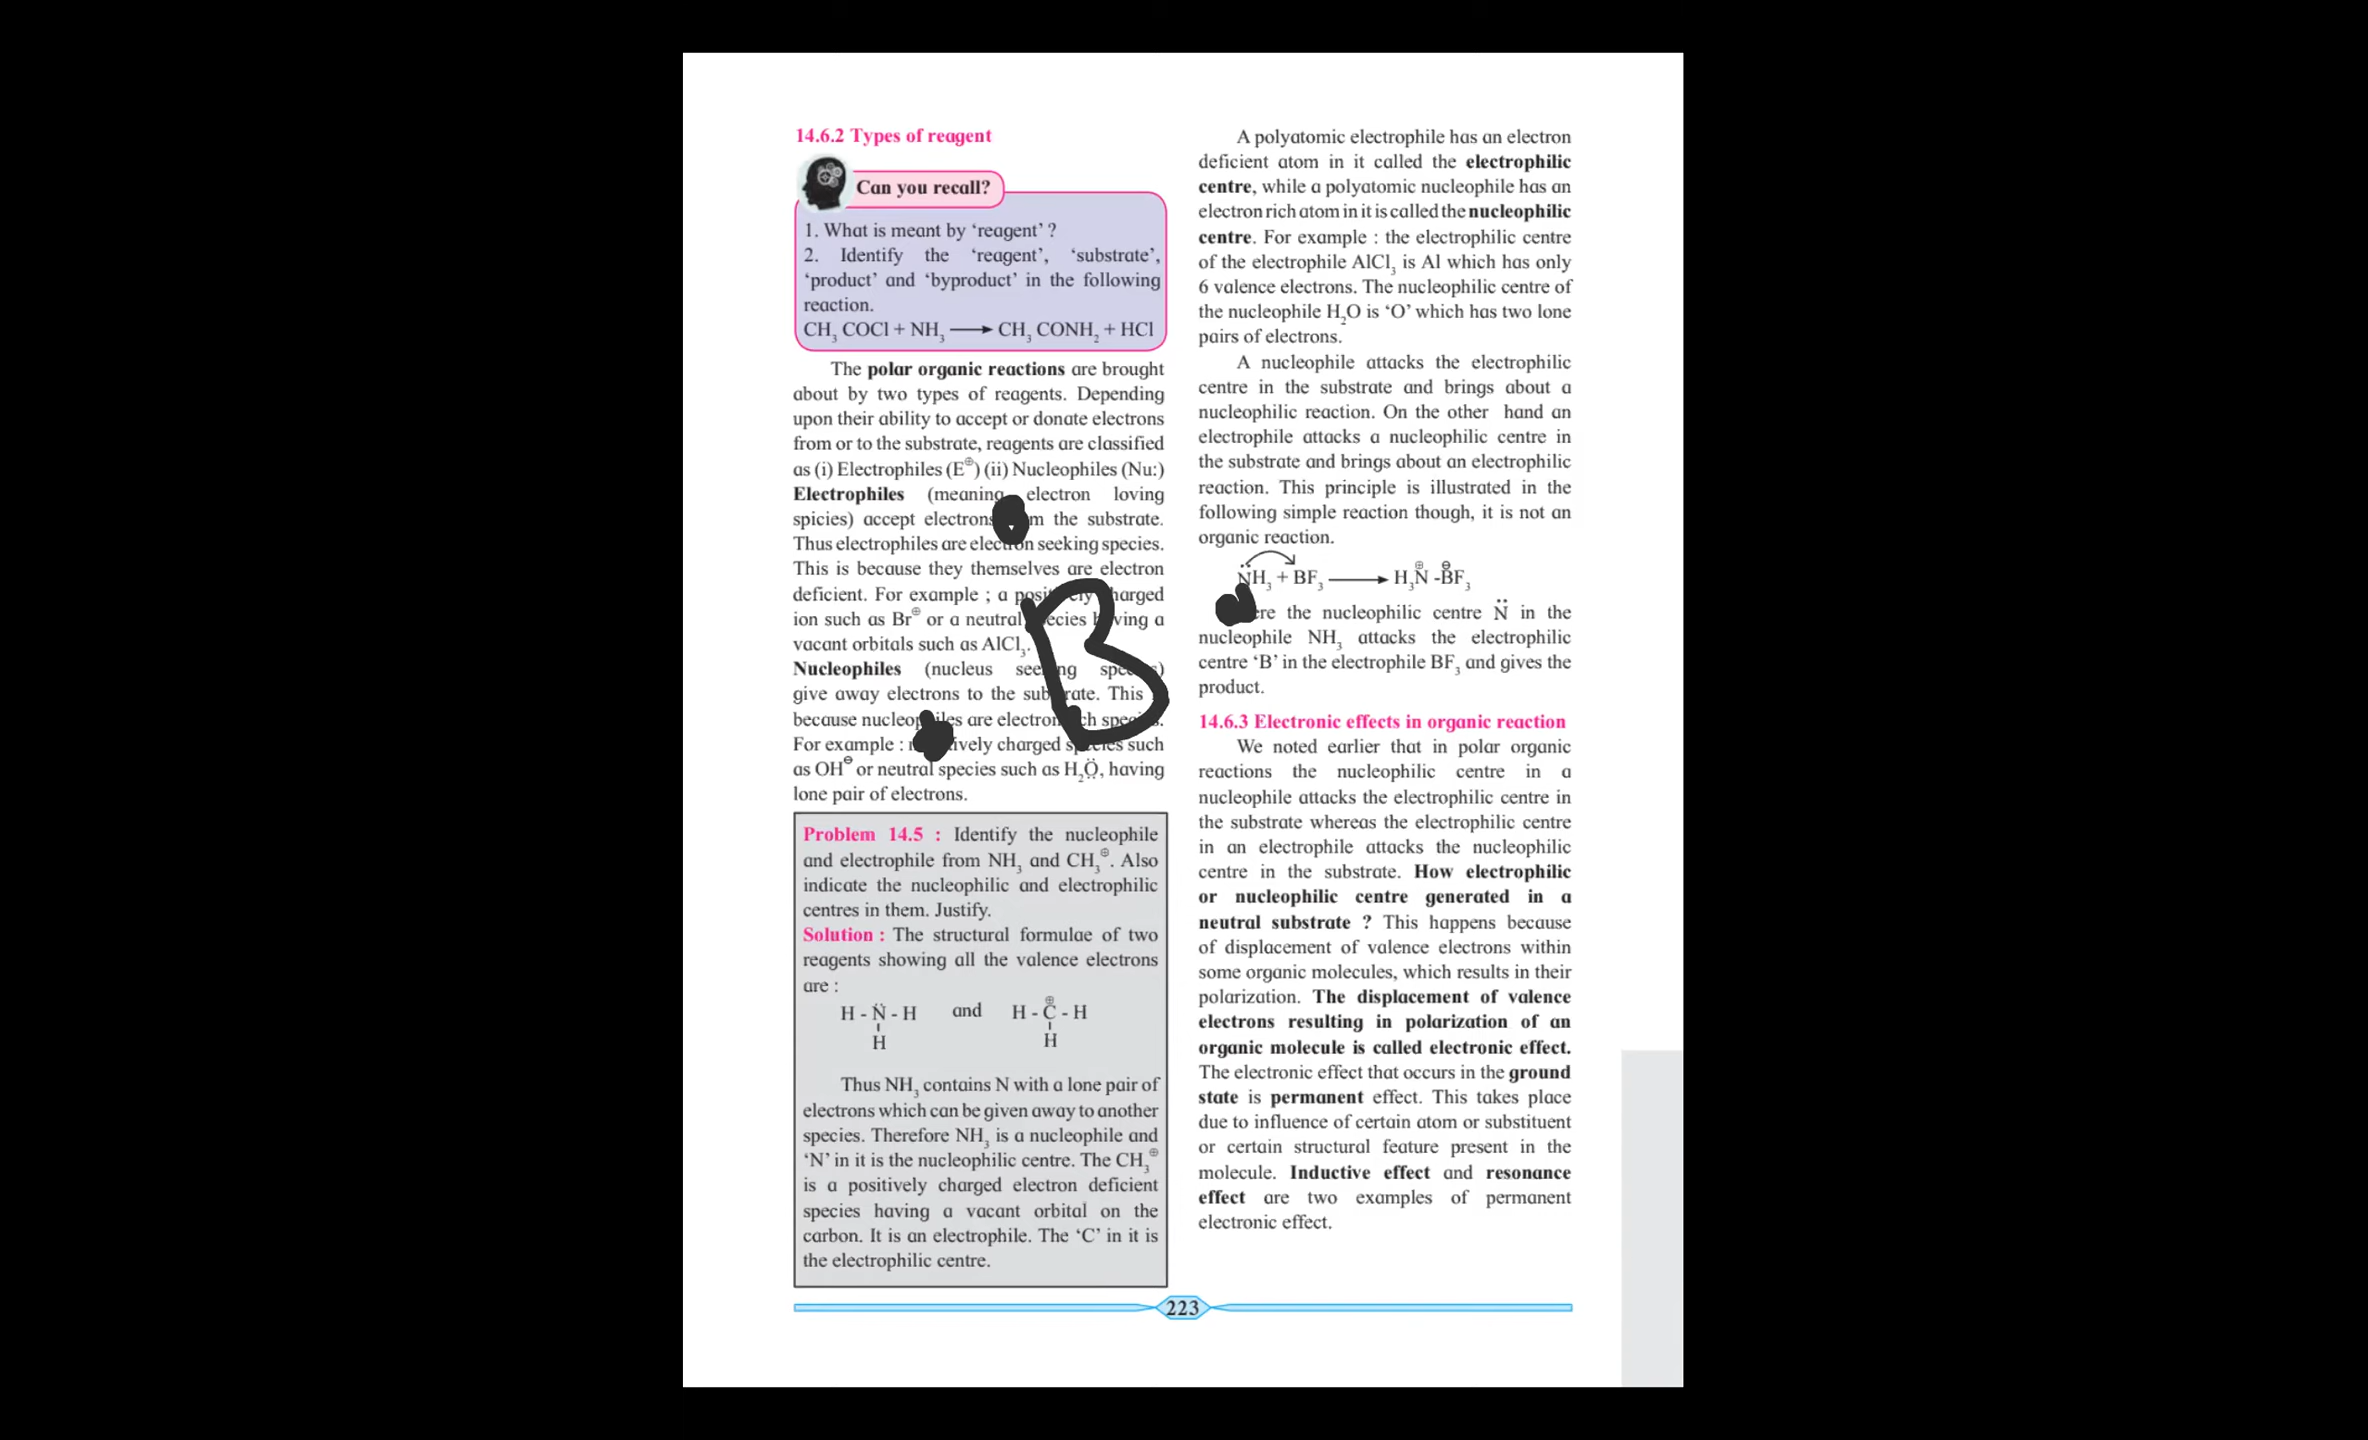 14.6.2 Types of reagent
Can you recall?
1. What is meant by ‘reagent’ ?
2. Identify the ‘reagent’, ‘substrate’,
‘product’ and ‘byproduct’ in the following
reaction.
CH₃ COCl + NH₃ ⟶ CH₃ CONH₂ + HCl
The polar organic reactions are brought
about by two types of reagents. Depending
upon their ability to accept or donate electrons
from or to the substrate, reagents are classified
as (i) Electrophiles (E⊕) (ii) Nucleophiles (Nu:)
Electrophiles (meaning electron loving
spicies) accept electrons the substrate.
Thus electrophiles are electron seeking species.
This is because they themselves are electron
deficient. For example ; a
ion such as Br⊕ or a neutral a
vacant orbitals such as AlCl₃.
Nucleophiles (nucleus
give away electrons to the This
because are
For example : charged such
as OH⊖ or neutral species such as H₂Ö̤, having
lone pair of electrons.
Problem 14.5 : Identify the nucleophile
and electrophile from NH₃ and CH₃⊕. Also
indicate the nucleophilic and electrophilic
centres in them. Justify.
Solution : The structural formulae of two
reagents showing all the valence electrons
are :
H - N̈ - H and H - C⊕ - H
H H
Thus NH₃ contains N with a lone pair of
electrons which can be given away to another
species. Therefore NH₃ is a nucleophile and
‘N’ in it is the nucleophilic centre. The CH₃⊕
is a positively charged electron deficient
species having a vacant orbital on the
carbon. It is an electrophile. The ‘C’ in it is
the electrophilic centre.
A polyatomic electrophile has an electron
deficient atom in it called the electrophilic
centre, while a polyatomic nucleophile has an
electron rich atom in it is called the nucleophilic
centre. For example : the electrophilic centre
of the electrophile AlCl₃ is Al which has only
6 valence electrons. The nucleophilic centre of
the nucleophile H₂O is ‘O’ which has two lone
pairs of electrons.
A nucleophile attacks the electrophilic
centre in the substrate and brings about a
nucleophilic reaction. On the other hand an
electrophile attacks a nucleophilic centre in
the substrate and brings about an electrophilic
reaction. This principle is illustrated in the
following simple reaction though, it is not an
organic reaction.
N̈H₃ + BF₃ ⟶ H₃N⊕ -B⊖F₃
the nucleophilic centre N̈ in the
nucleophile NH₃ attacks the electrophilic
centre ‘B’ in the electrophile BF₃ and gives the
product.
14.6.3 Electronic effects in organic reaction
We noted earlier that in polar organic
reactions the nucleophilic centre in a
nucleophile attacks the electrophilic centre in
the substrate whereas the electrophilic centre
in an electrophile attacks the nucleophilic
centre in the substrate. How electrophilic
or nucleophilic centre generated in a
neutral substrate ? This happens because
of displacement of valence electrons within
some organic molecules, which results in their
polarization. The displacement of valence
electrons resulting in polarization of an
organic molecule is called electronic effect.
The electronic effect that occurs in the ground
state is permanent effect. This takes place
due to influence of certain atom or substituent
or certain structural feature present in the
molecule. Inductive effect and resonance
effect are two examples of permanent
electronic effect.
223
B